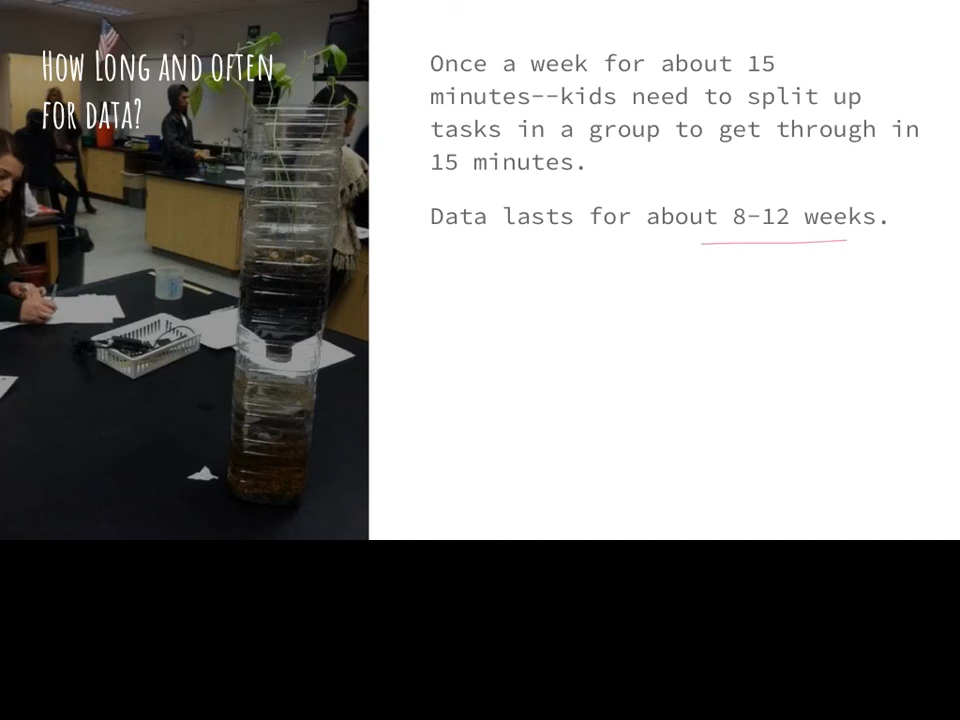 How Long and often
for data?
Once a week for about 15
minutes--kids need to split up
tasks in a group to get through in
15 minutes.
Data lasts for about 8-12 weeks.